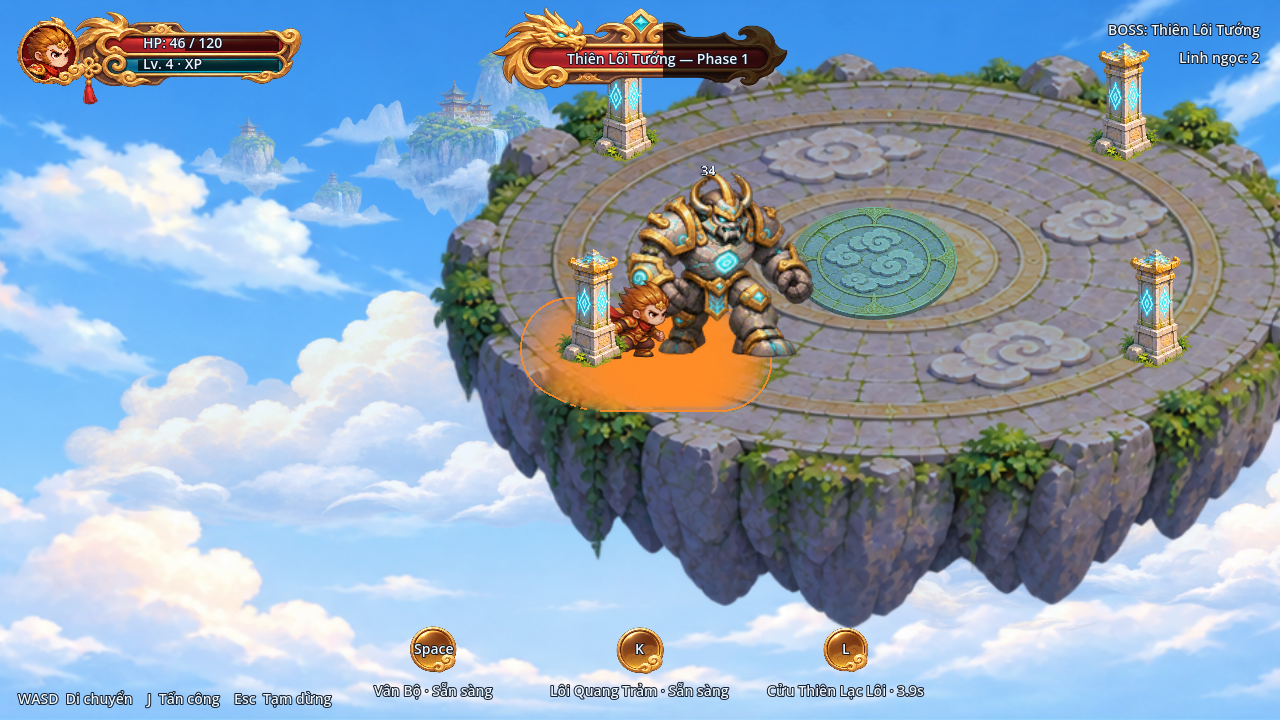 HP: 46 / 120
Lv. 4 · XP
Thiên Lôi Tướng — Phase 1
BOSS: Thiên Lôi Tướng
Linh ngọc: 2
34
Space
K
L
Vân Bộ · Sẵn sàng
Lôi Quang Trảm · Sẵn sàng
Cửu Thiên Lạc Lôi · 3.9s
WASD Di chuyển J Tấn công Esc Tạm dừng